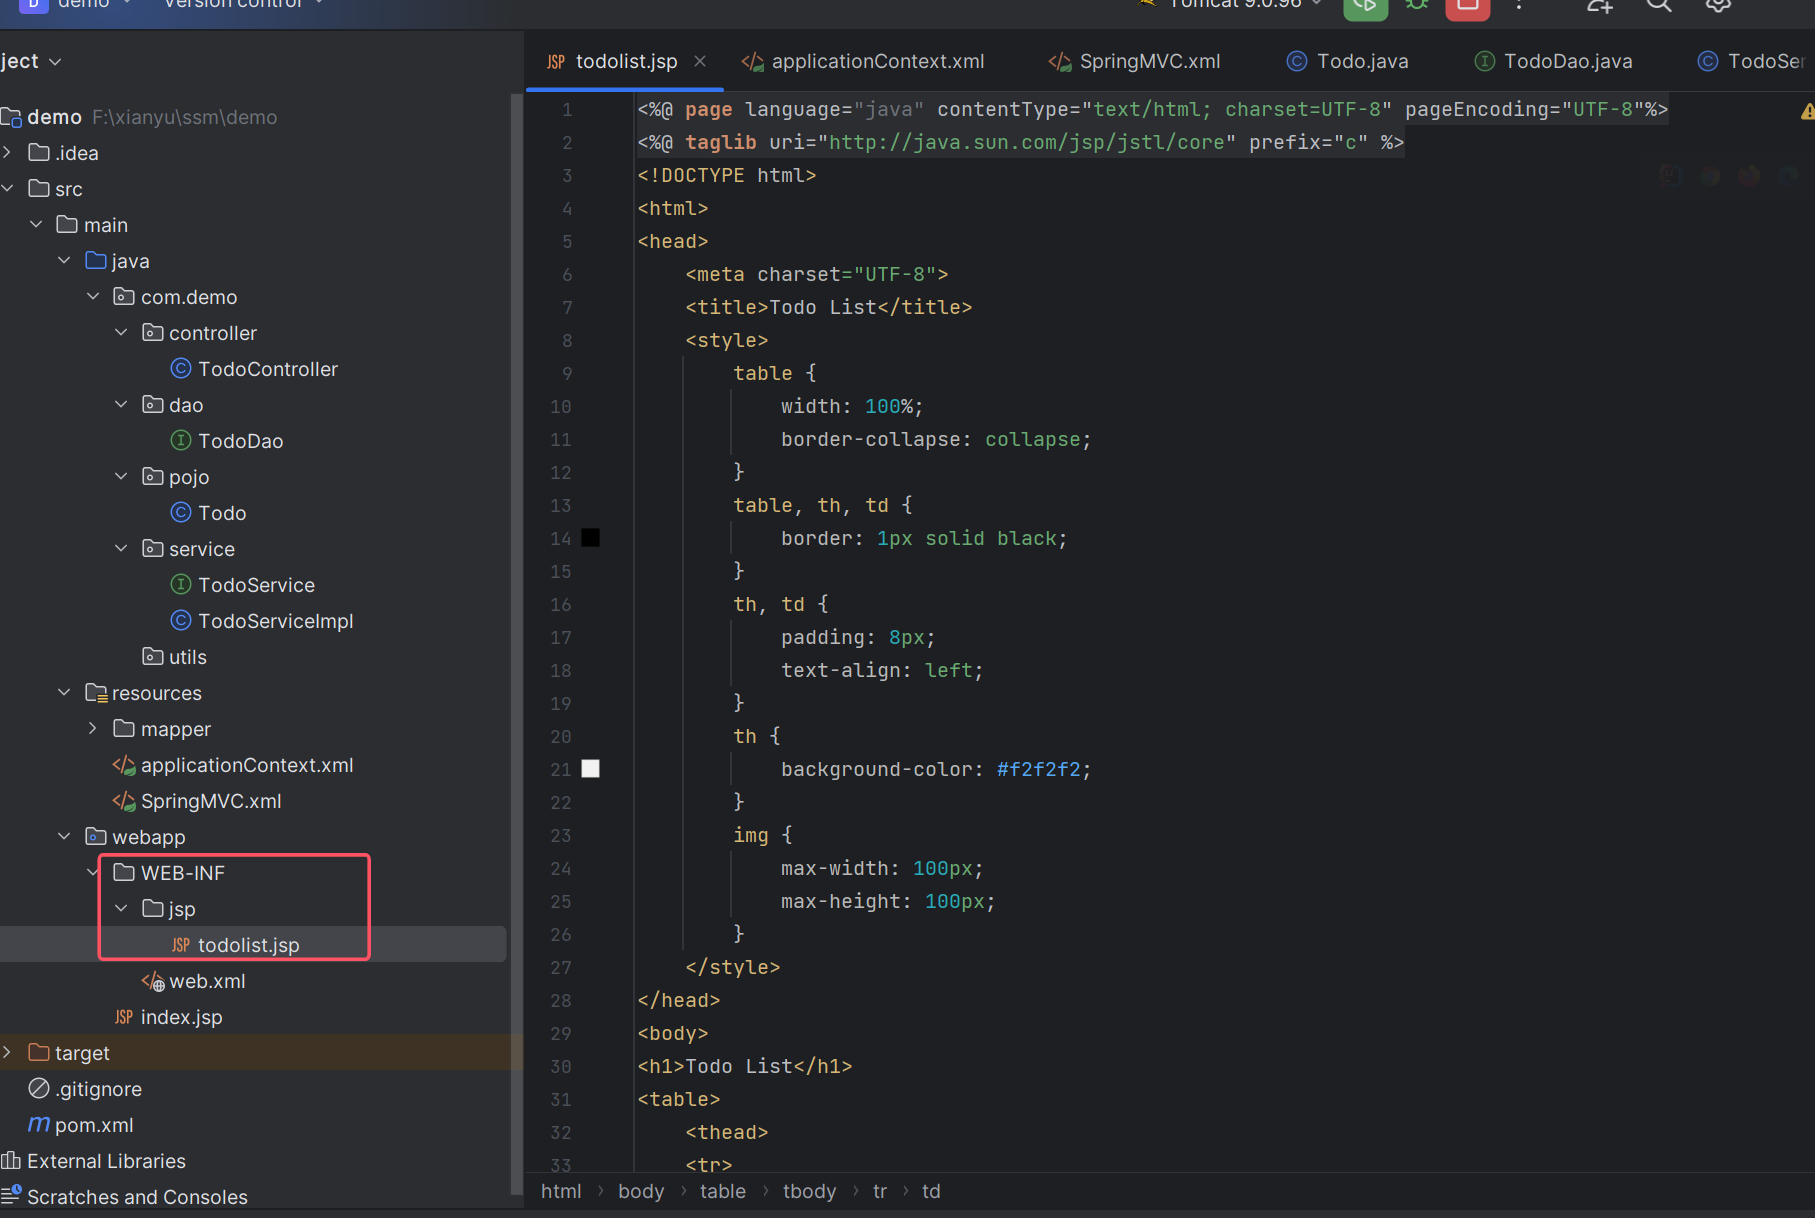 D demo Version control
Tomcat 9.0.96
ject
demo F:\xianyu\ssm\demo
.idea
src
main
java
com.demo
controller
TodoController
dao
TodoDao
pojo
Todo
service
TodoService
TodoServiceImpl
utils
resources
mapper
applicationContext.xml
SpringMVC.xml
webapp
WEB-INF
jsp
JSP todolist.jsp
web.xml
JSP index.jsp
target
.gitignore
m pom.xml
External Libraries
Scratches and Consoles
JSP todolist.jsp applicationContext.xml SpringMVC.xml C Todo.java I TodoDao.java C TodoSer
1 <%@ page language="java" contentType="text/html; charset=UTF-8" pageEncoding="UTF-8"%>
2 <%@ taglib uri="http://java.sun.com/jsp/jstl/core" prefix="c" %>
3 <!DOCTYPE html>
4 <html>
5 <head>
6 <meta charset="UTF-8">
7 <title>Todo List</title>
8 <style>
9 table {
10 width: 100%;
11 border-collapse: collapse;
12 }
13 table, th, td {
14 border: 1px solid black;
15 }
16 th, td {
17 padding: 8px;
18 text-align: left;
19 }
20 th {
21 background-color: #f2f2f2;
22 }
23 img {
24 max-width: 100px;
25 max-height: 100px;
26 }
27 </style>
28 </head>
29 <body>
30 <h1>Todo List</h1>
31 <table>
32 <thead>
33 <tr>
html › body › table › tbody › tr › td